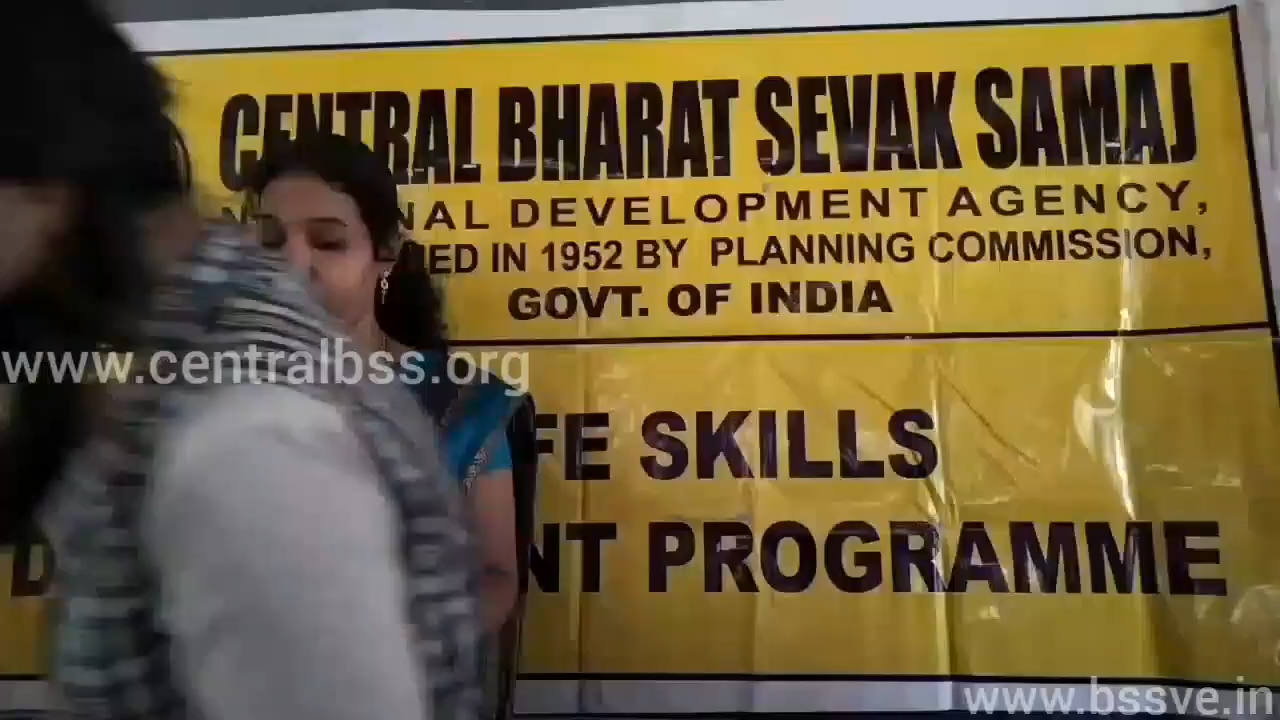 CENTRAL BHARAT SEVAK SAMAJ
NAL DEVELOPMENT AGENCY,
ED IN 1952 BY PLANNING COMMISSION,
GOVT. OF INDIA
www.centralbss.org
FE SKILLS
D NT PROGRAMME
www.bssve.in